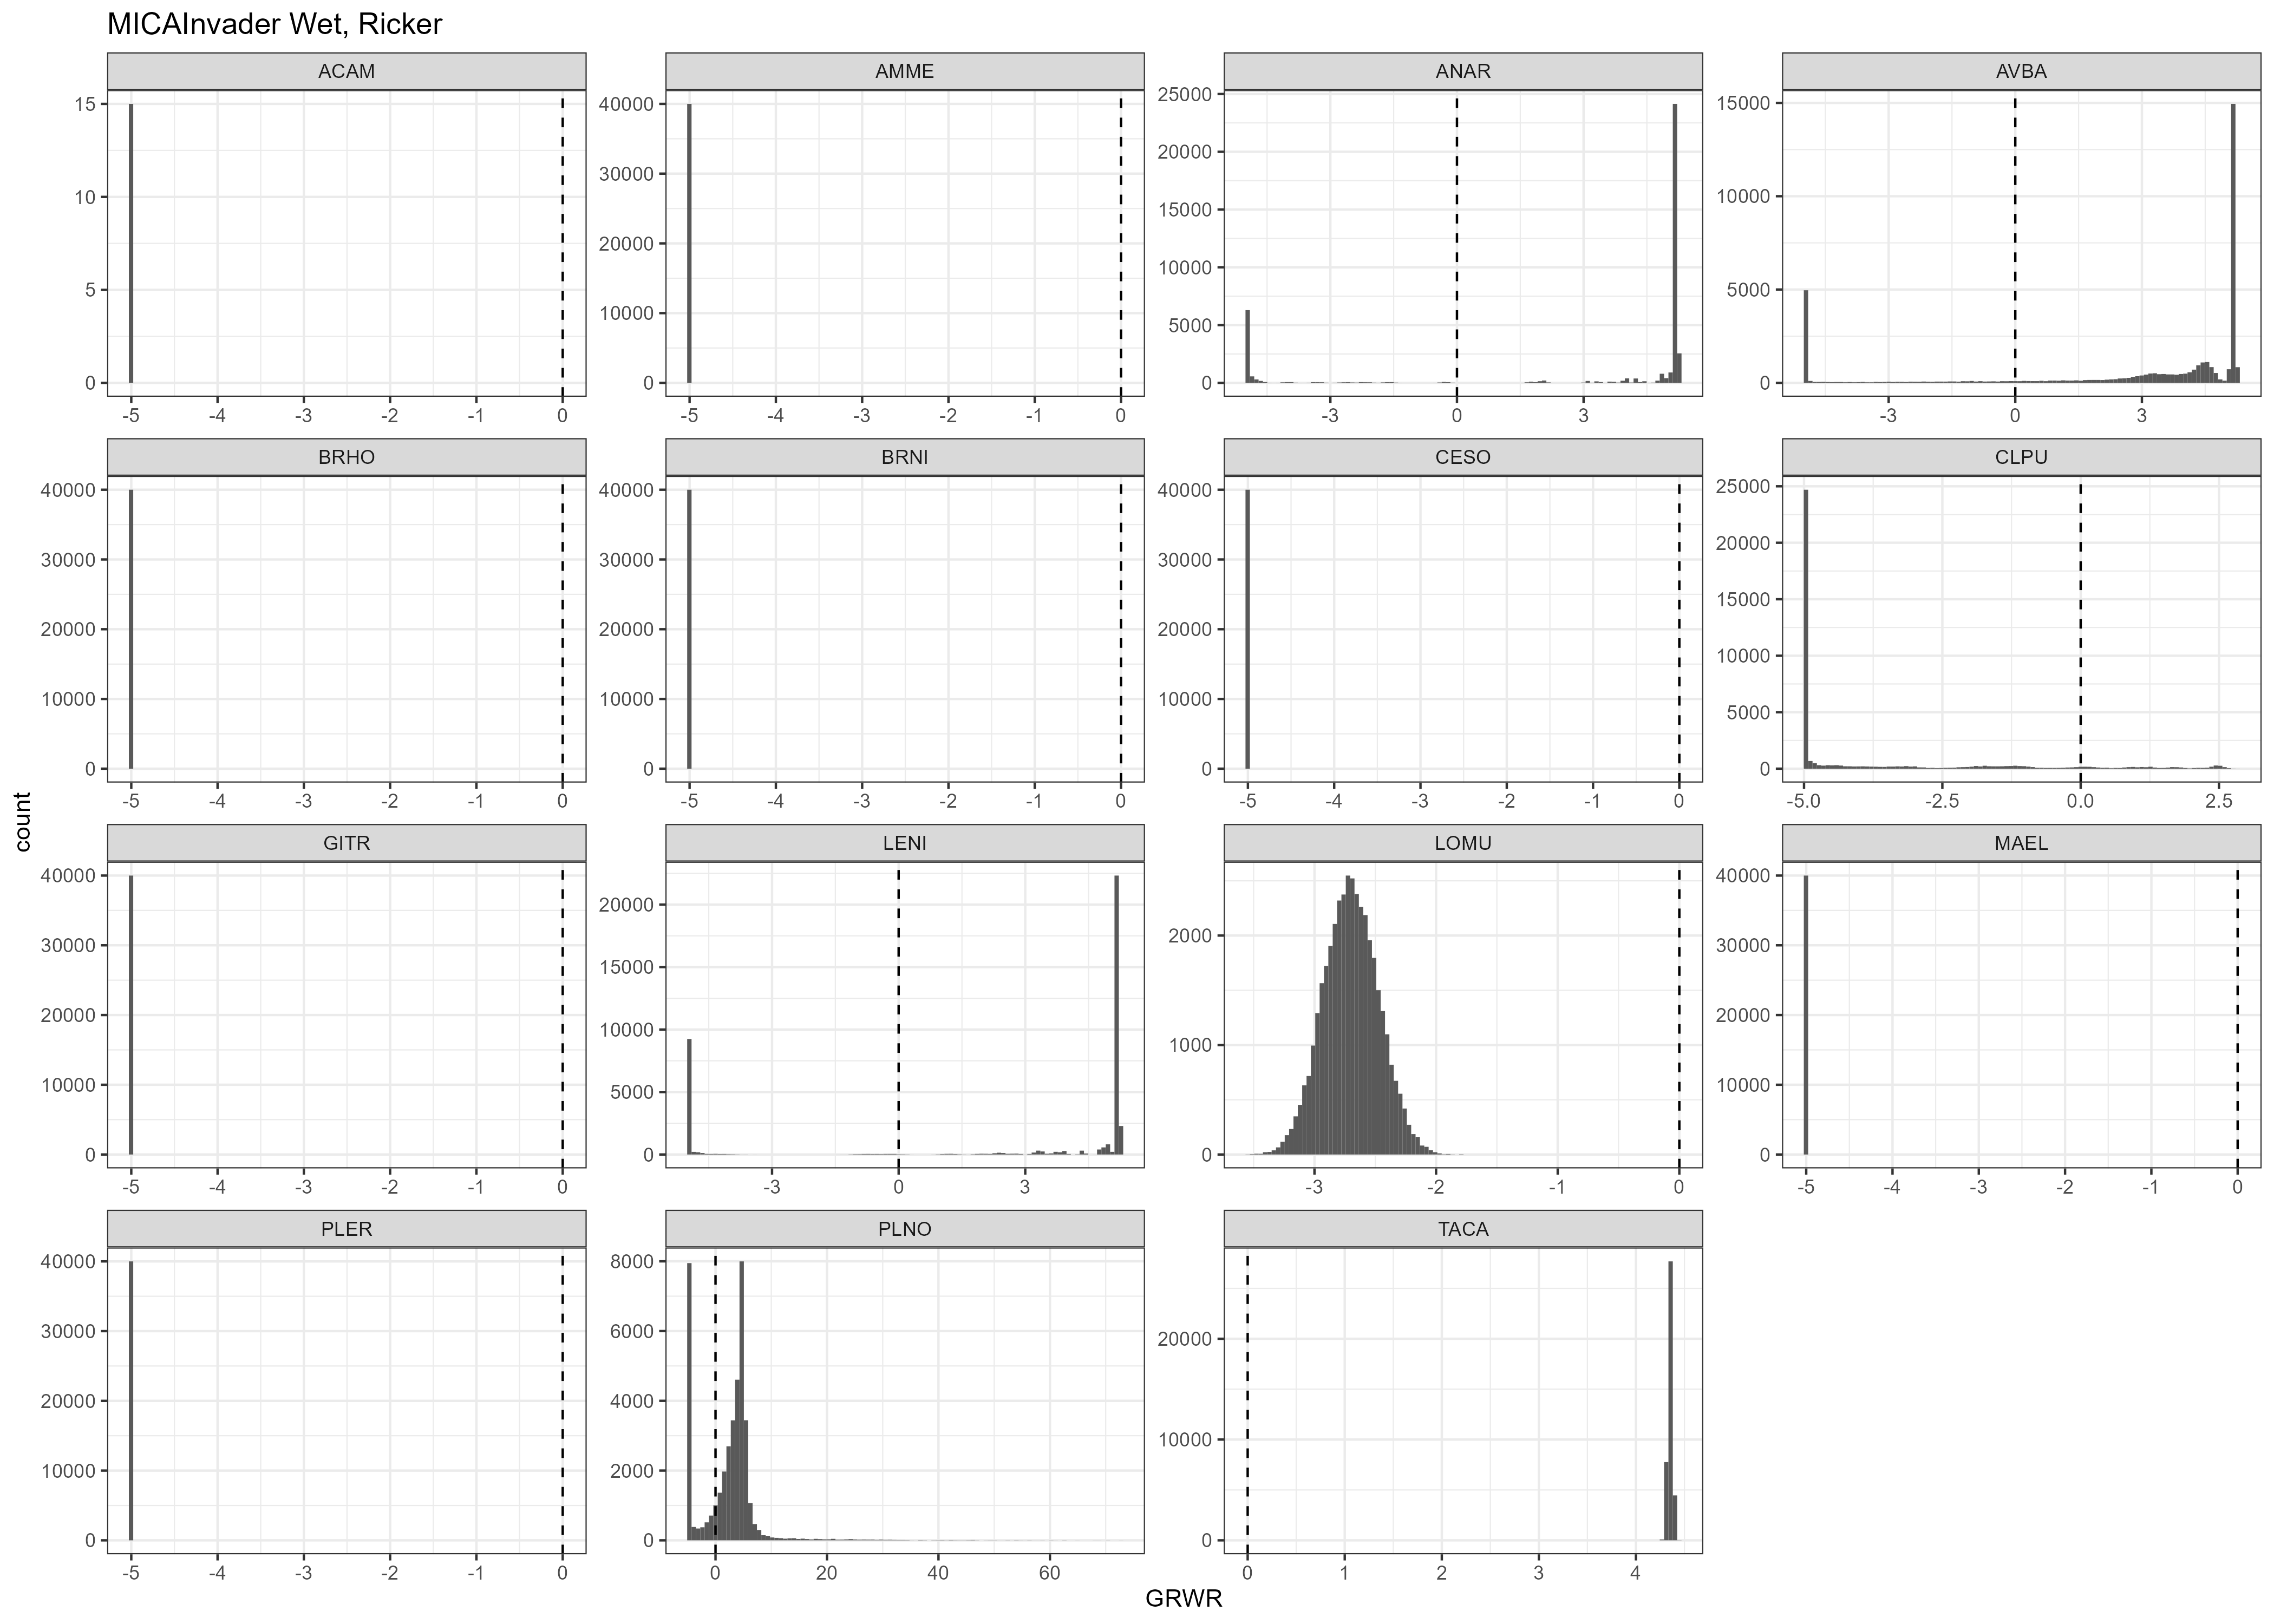 MICAInvader Wet, Ricker
ACAM AMME ANAR AVBA
15 10 5 0
-5 -4 -3 -2 -1 0
40000 30000 20000 10000 0
-5 -4 -3 -2 -1 0
25000 20000 15000 10000 5000 0
-3 0 3
15000 10000 5000 0
-3 0 3
BRHO BRNI CESO CLPU
40000 30000 20000 10000 0
-5 -4 -3 -2 -1 0
40000 30000 20000 10000 0
-5 -4 -3 -2 -1 0
40000 30000 20000 10000 0
-5 -4 -3 -2 -1 0
25000 20000 15000 10000 5000 0
-5.0 -2.5 0.0 2.5
count
GITR LENI LOMU MAEL
40000 30000 20000 10000 0
-5 -4 -3 -2 -1 0
20000 15000 10000 5000 0
-3 0 3
2000 1000 0
-3 -2 -1 0
40000 30000 20000 10000 0
-5 -4 -3 -2 -1 0
PLER PLNO TACA
40000 30000 20000 10000 0
-5 -4 -3 -2 -1 0
8000 6000 4000 2000 0
0 20 40 60
20000 10000 0
0 1 2 3 4
GRWR